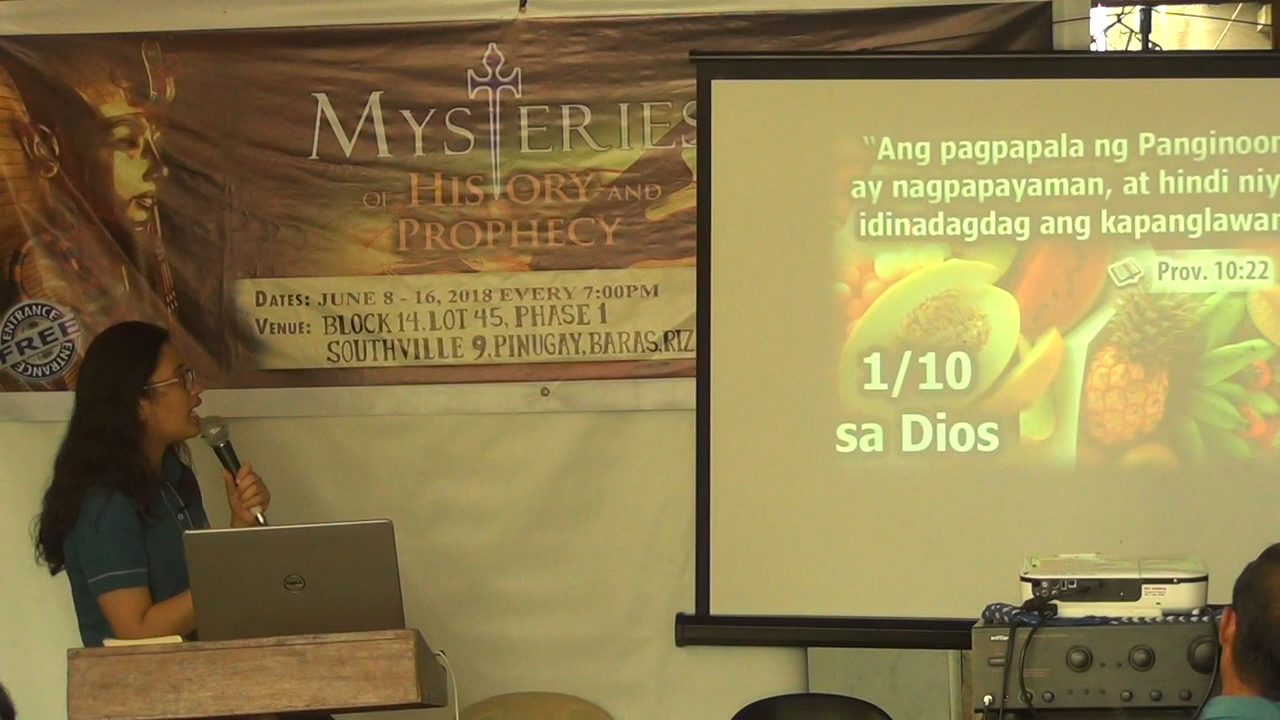 MYSTERIES
OF HISTORY AND
PROPHECY
DATES: JUNE 8 - 16, 2018 EVERY 7:00PM
VENUE: BLOCK 14, LOT 45, PHASE 1
SOUTHVILLE 9, PINUGAY, BARAS, RIZ
ENTRANCE
FREE
ENTRANCE
"Ang pagpapala ng Panginoon
ay nagpapayaman, at hindi niy
idinadagdag ang kapanglawan
Prov. 10:22
1/10
sa Dios
DELL